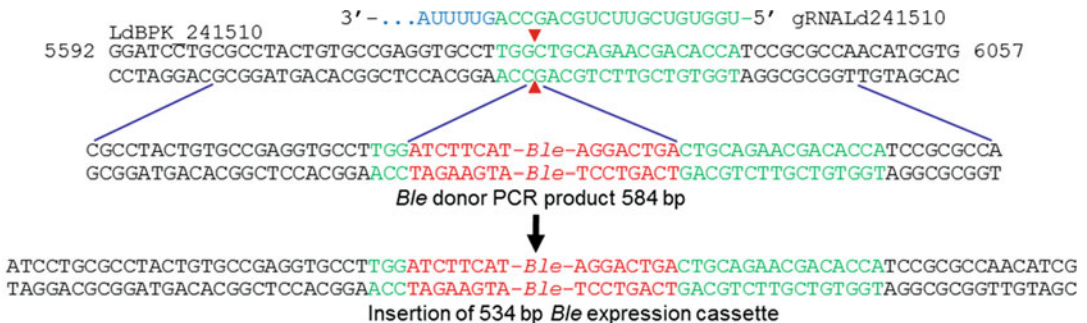 3′-...AUUUUGACCGACGUCUUGCUGUGGU-5′ gRNALd241510
LdBPK_241510
5592 GGATCCTGCGCCTACTGTGCCGAGGTGCCTTGGCTGCAGAACGACACCATCCGCGCCAACATCGTG 6057
CCTAGGACGCGGATGACACGGCTCCACGGAACCGACGTCTTGCTGTGGTAGGCGCGGTTGTAGCAC
CGCCTACTGTGCCGAGGTGCCTTGGATCTTCAT-Ble-AGGACTGACTGCAGAACGACACCATCCGCGCCA
GCGGATGACACGGCTCCACGGAACCTAGAAGTA-Ble-TCCTGACTGACGTCTTGCTGTGGTAGGCGCGGT
Ble donor PCR product 584 bp
ATCCTGCGCCTACTGTGCCGAGGTGCCTTGGATCTTCAT-Ble-AGGACTGACTGCAGAACGACACCATCCGCGCCAACATCG
TAGGACGCGGATGACACGGCTCCACGGAACCTAGAAGTA-Ble-TCCTGACTGACGTCTTGCTGTGGTAGGCGCGGTTGTAGC
Insertion of 534 bp Ble expression cassette